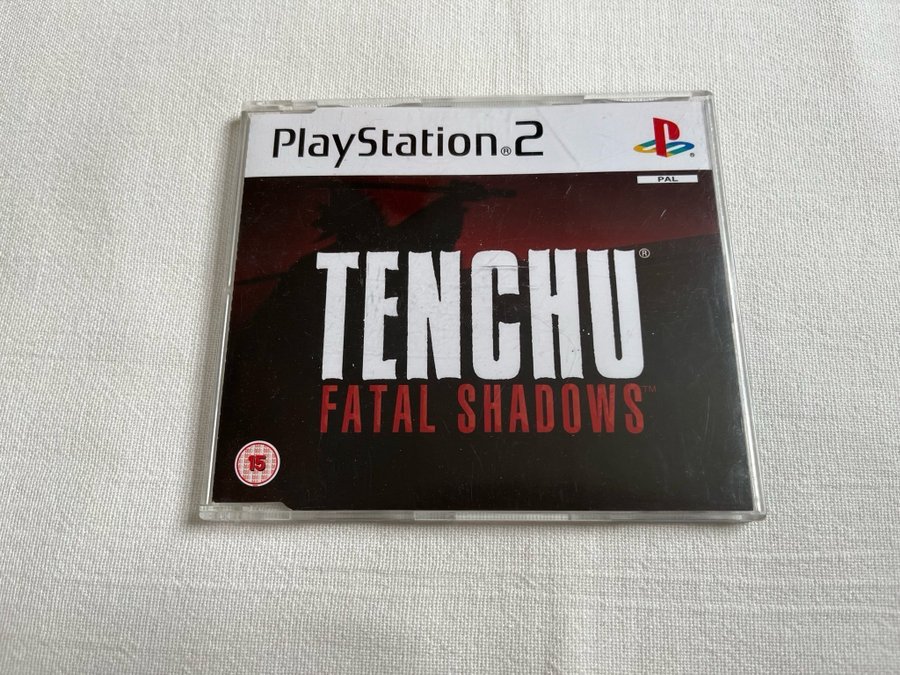 PlayStation®2
®
PAL
TENCHU®
FATAL SHADOWS™
15